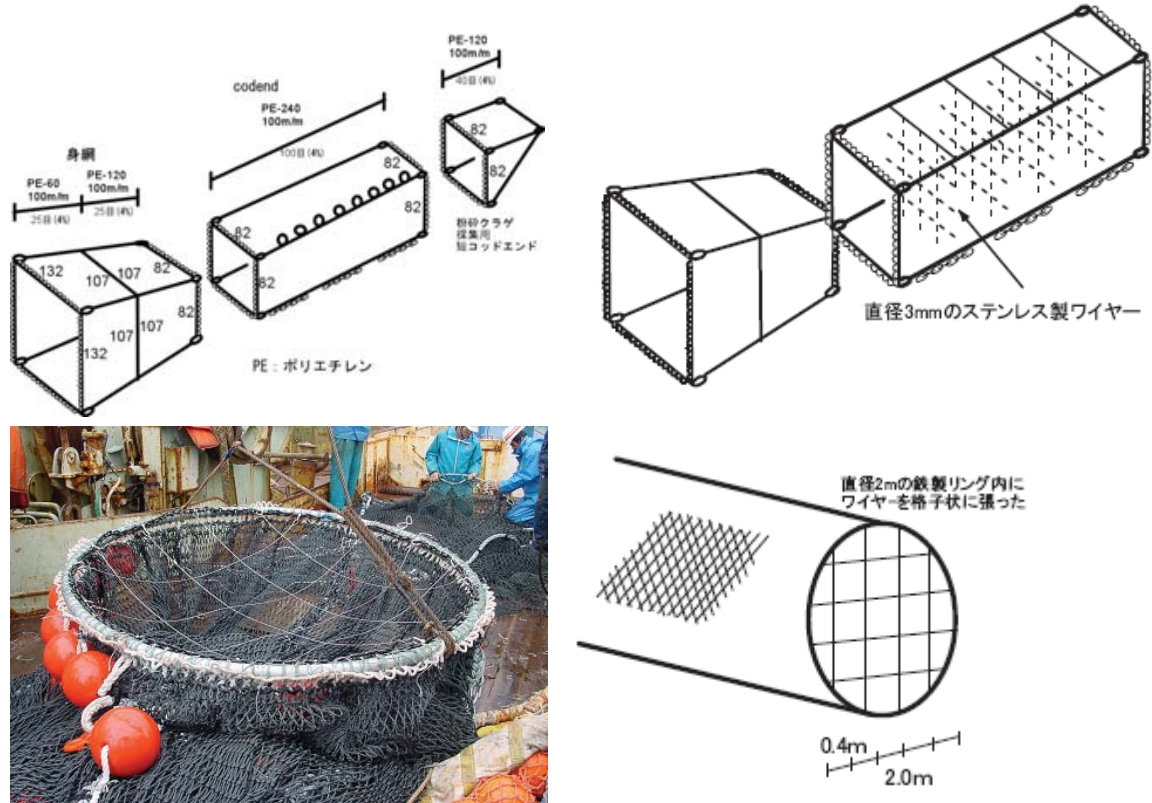 PE-120
100m/m
40目(4%)
82
82
codend
PE-240
100m/m
100目(4%)
82
82
82
82
身網
PE-60
100m/m
25目(4%)
PE-120
100m/m
25目(4%)
132
107
107
82
132
107
107
82
粉砕クラゲ
採集用
短コッドエンド
PE:ポリエチレン
直径3mmのステンレス製ワイヤー
直径2mの鉄製リング内に
ワイヤーを格子状に張った
0.4m
2.0m